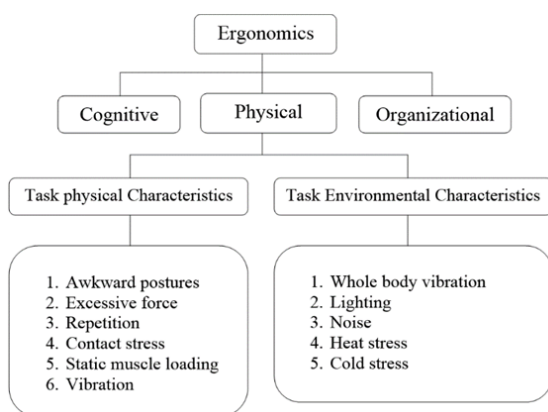 Ergonomics
Cognitive
Physical
Organizational
Task physical Characteristics
Task Environmental Characteristics
1. Awkward postures
2. Excessive force
3. Repetition
4. Contact stress
5. Static muscle loading
6. Vibration
1. Whole body vibration
2. Lighting
3. Noise
4. Heat stress
5. Cold stress